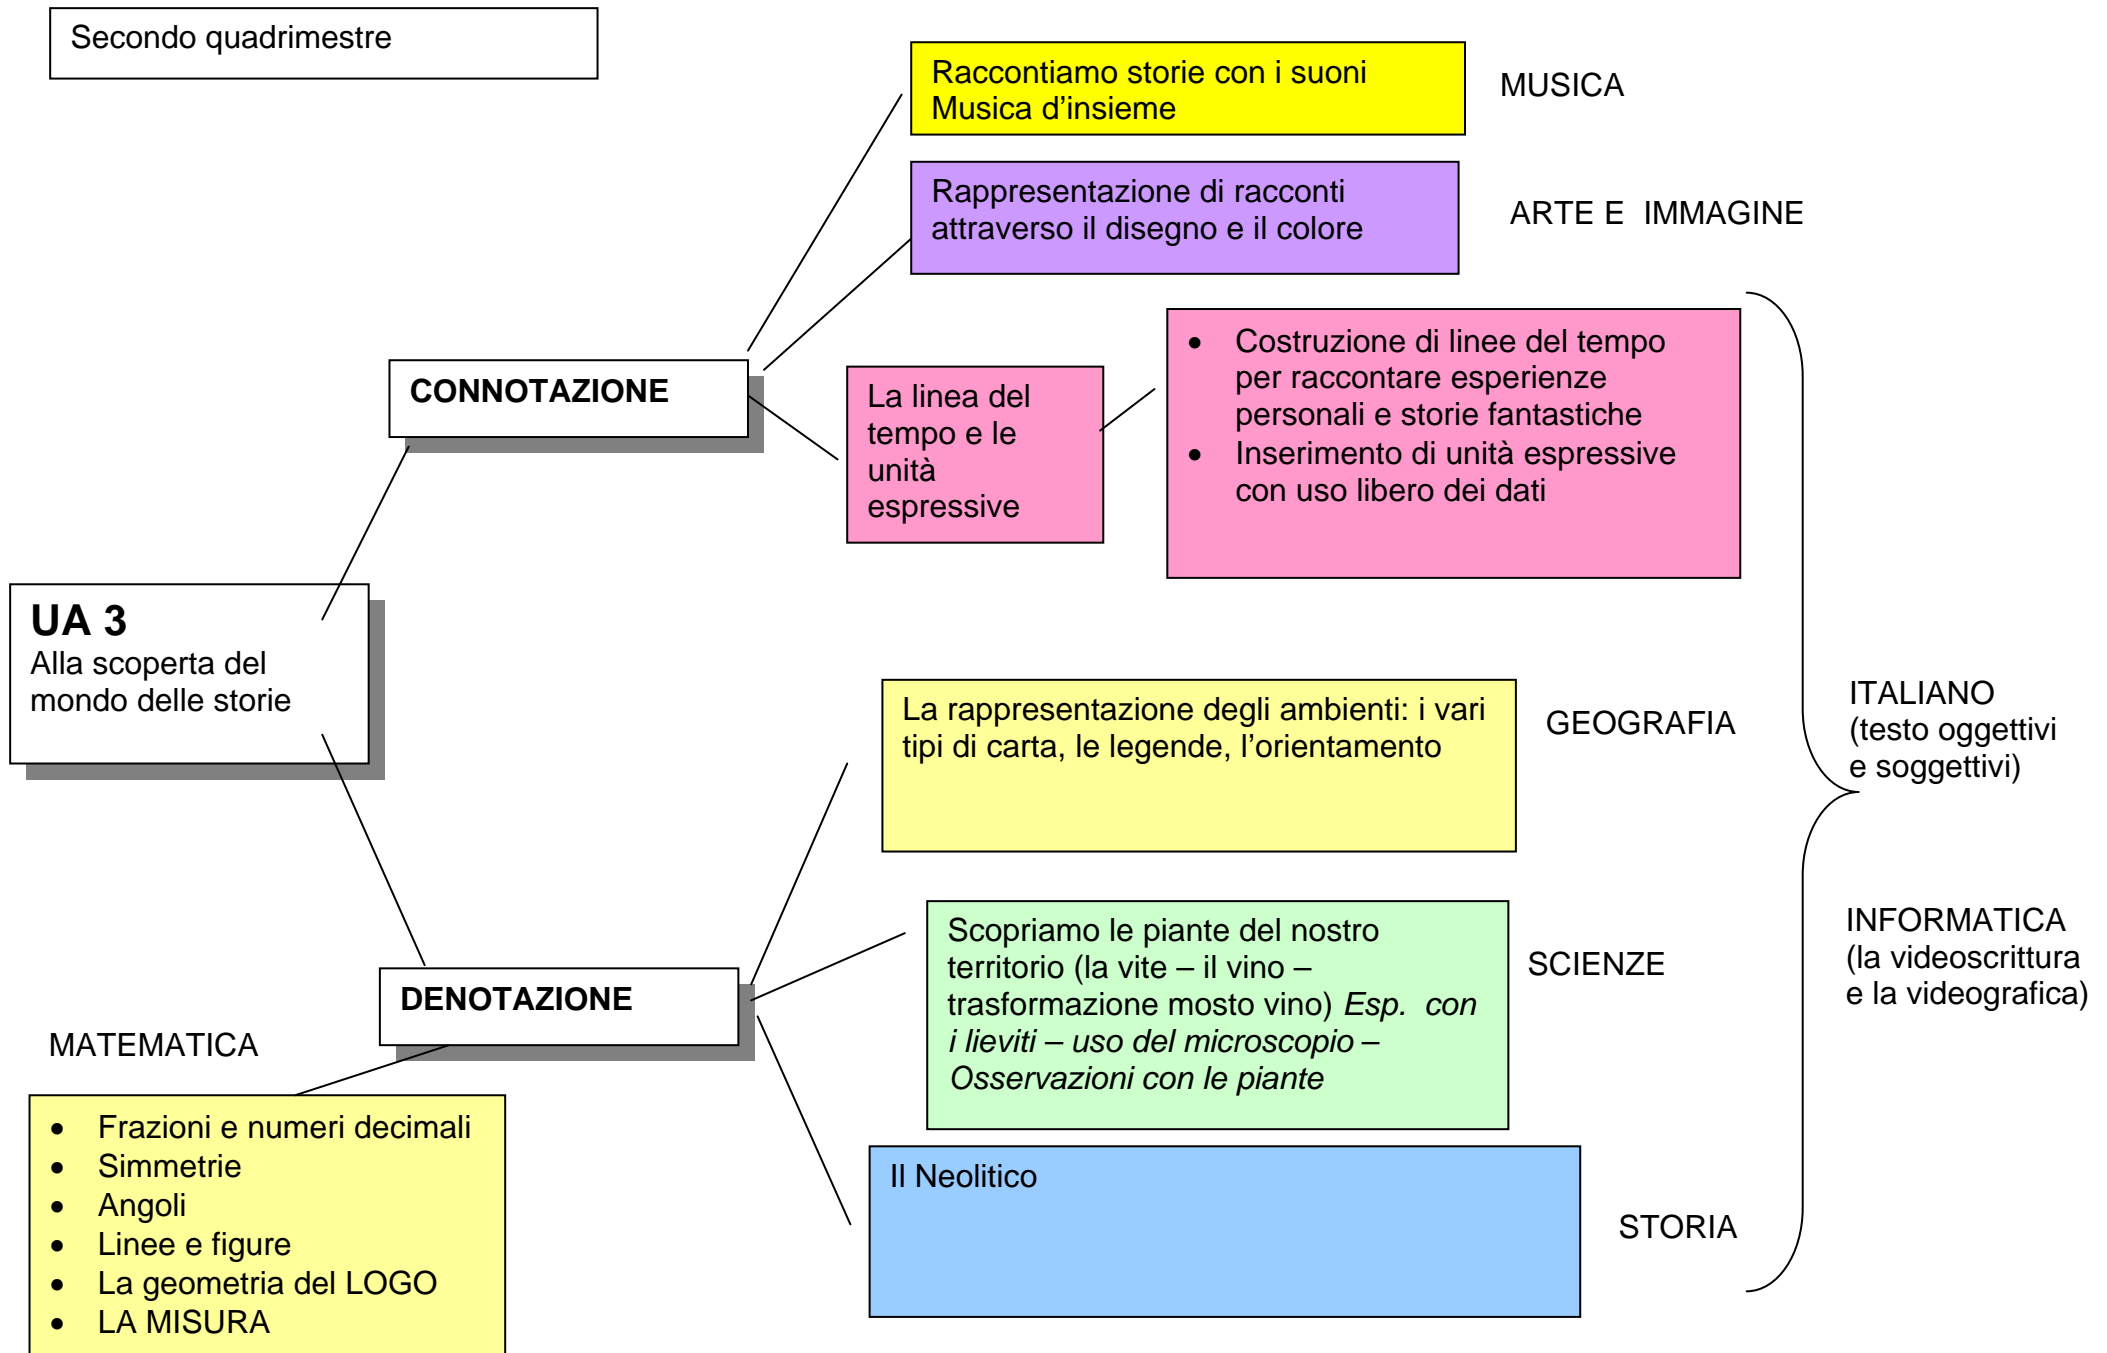 Secondo quadrimestre
Raccontiamo storie con i suoni
Musica d’insieme
MUSICA
Rappresentazione di racconti
attraverso il disegno e il colore
ARTE E  IMMAGINE
CONNOTAZIONE
La linea del
tempo e le
unità
espressive
• Costruzione di linee del tempo
per raccontare esperienze
personali e storie fantastiche
• Inserimento di unità espressive
con uso libero dei dati
UA 3
Alla scoperta del
mondo delle storie
La rappresentazione degli ambienti: i vari
tipi di carta, le legende, l’orientamento
GEOGRAFIA
ITALIANO
(testo oggettivi
e soggettivi)
DENOTAZIONE
Scopriamo le piante del nostro
territorio (la vite – il vino –
trasformazione mosto vino) Esp.  con
i lieviti – uso del microscopio –
Osservazioni con le piante
SCIENZE
INFORMATICA
(la videoscrittura
e la videografica)
MATEMATICA
• Frazioni e numeri decimali
• Simmetrie
• Angoli
• Linee e figure
• La geometria del LOGO
• LA MISURA
Il Neolitico
STORIA